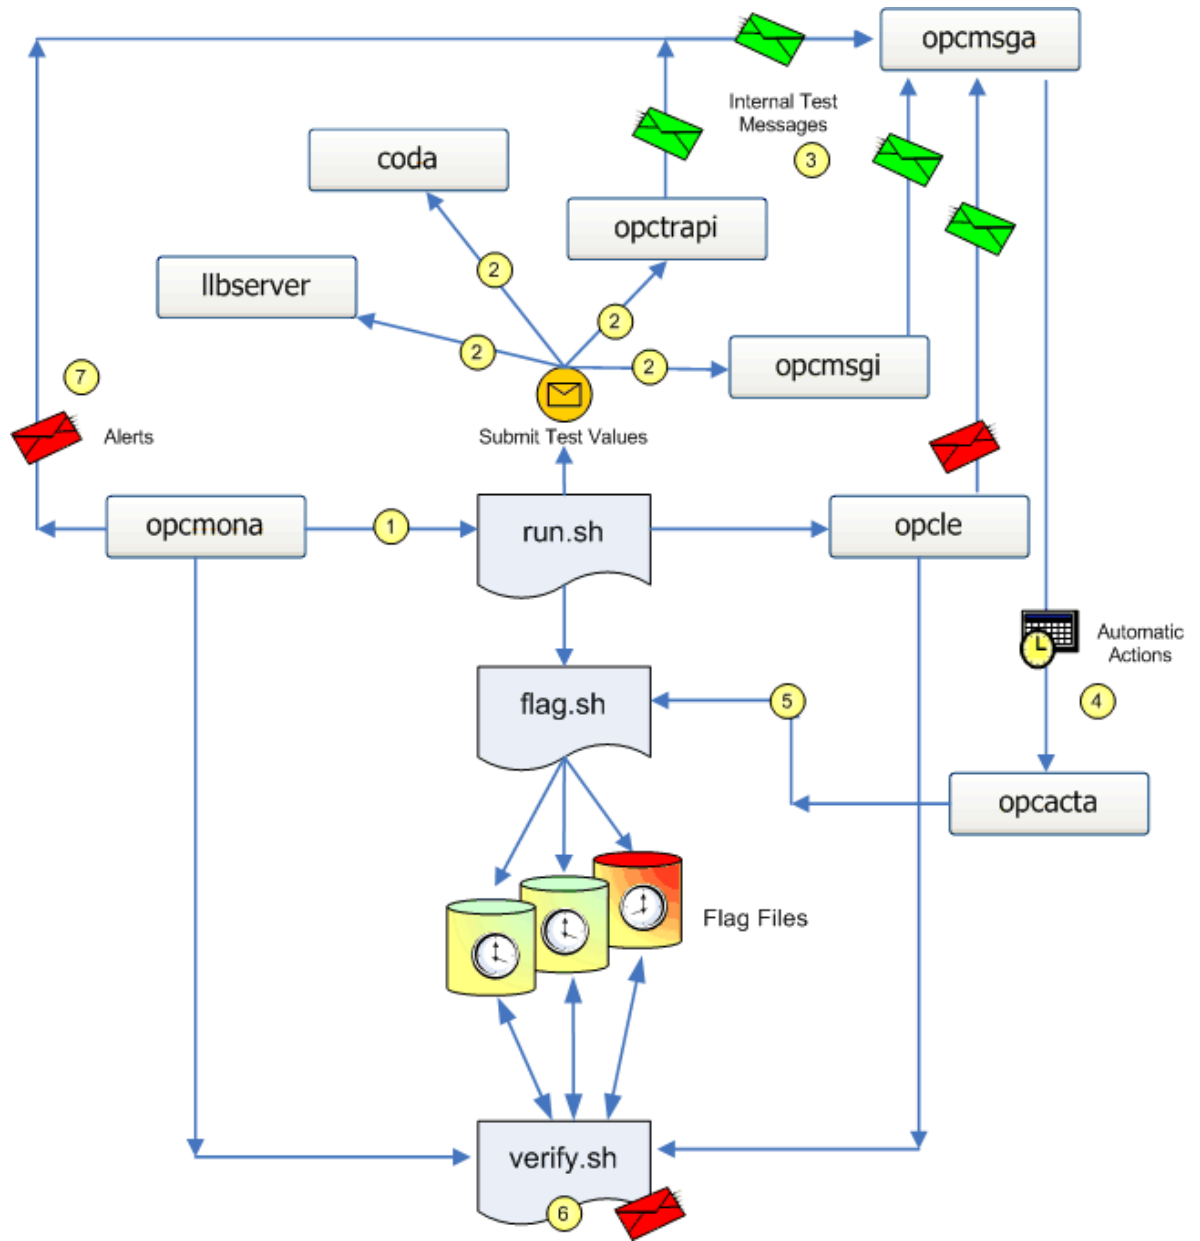 opcmsga
Internal Test
Messages
3
coda
opctrapi
2
llbserver
2
2
2
opcmsgi
7
Alerts
Submit Test Values
opcmona
1
run.sh
opcle
Automatic
Actions
flag.sh
5
4
opcacta
Flag Files
verify.sh
6